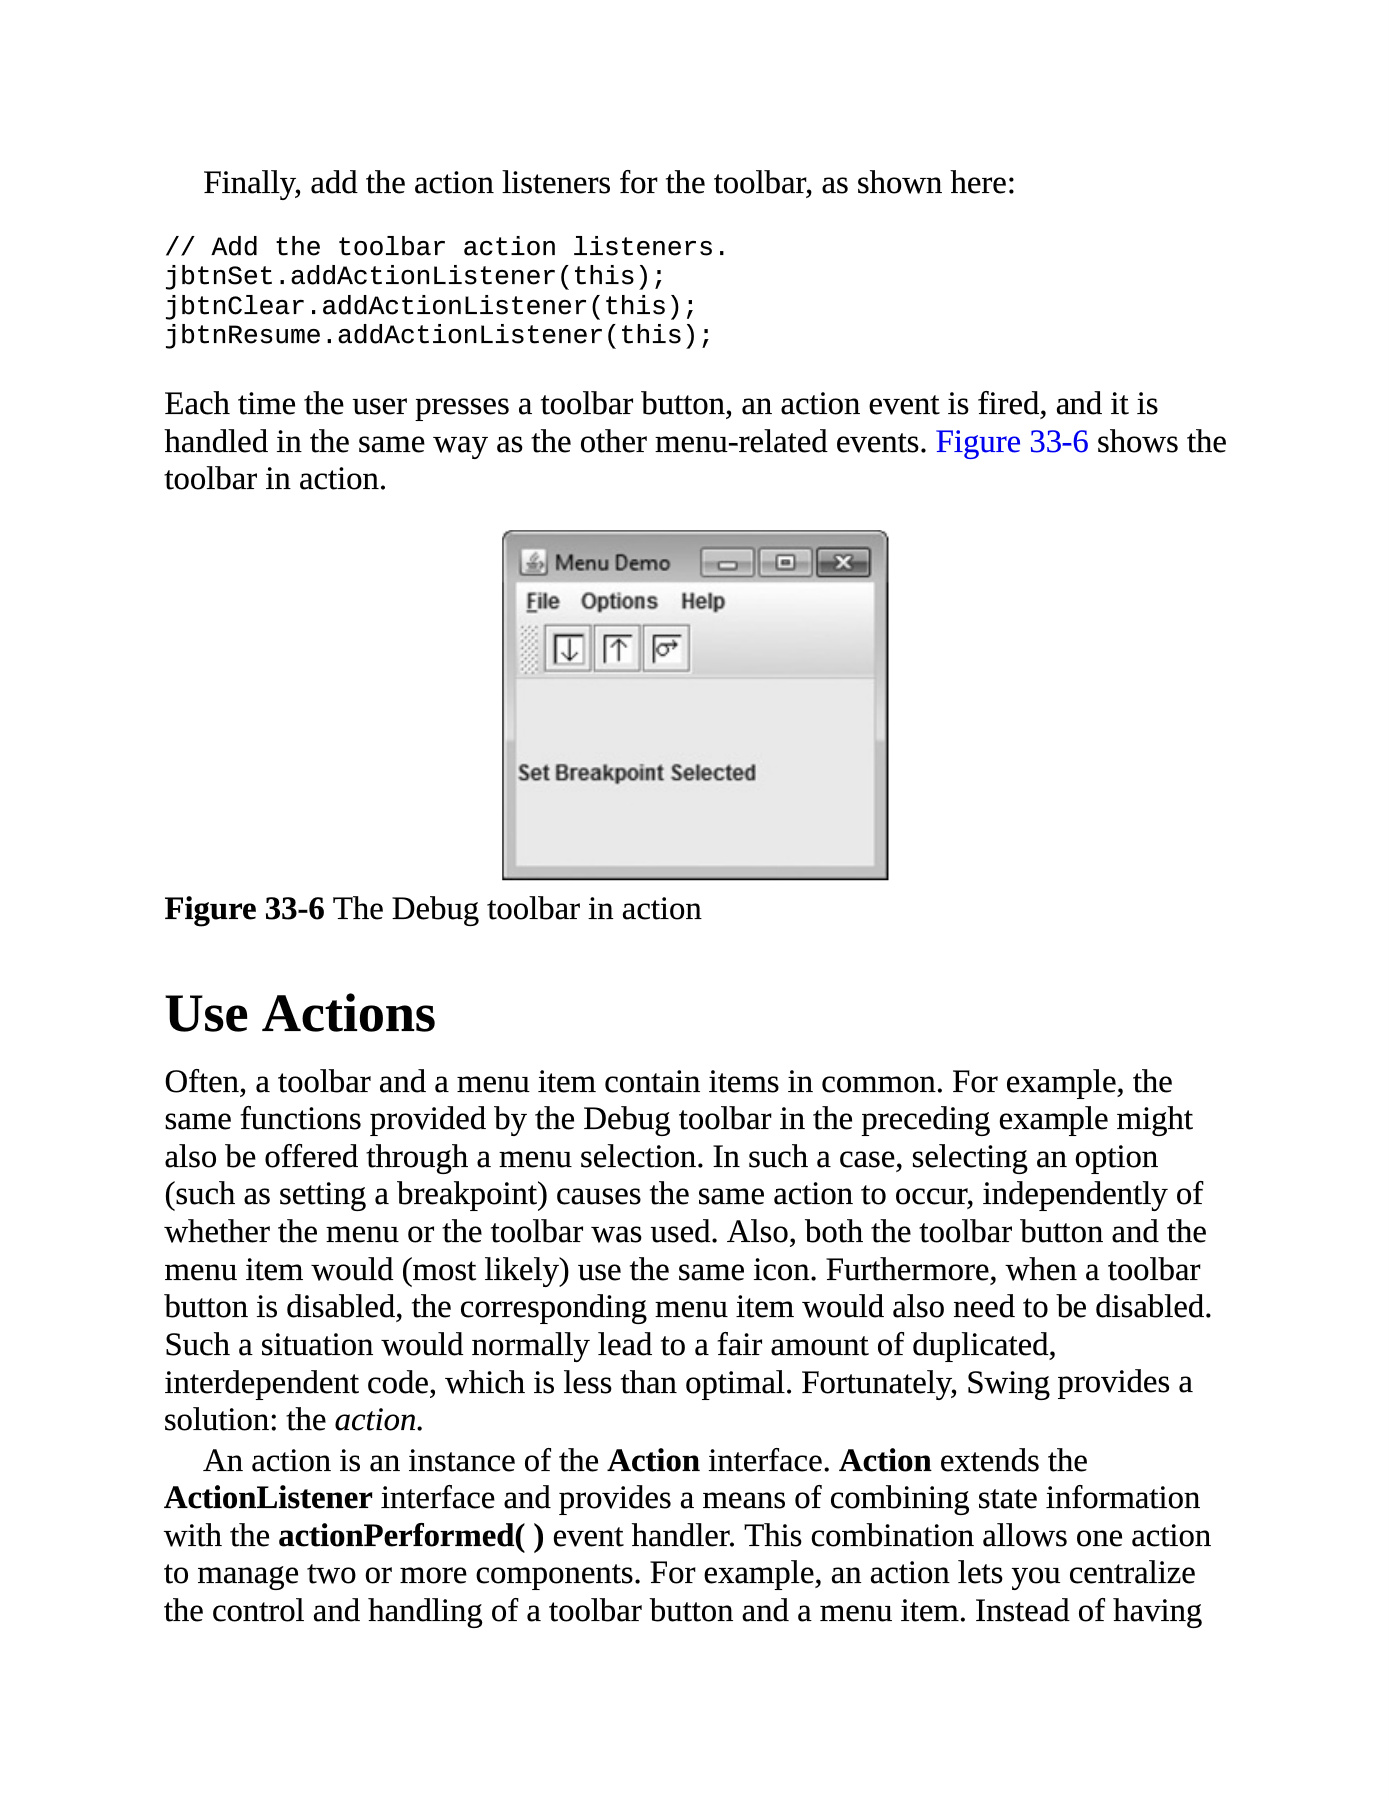 Finally, add the action listeners for the toolbar, as shown here:
// Add the toolbar action listeners.
jbtnSet.addActionListener(this);
jbtnClear.addActionListener(this);
jbtnResume.addActionListener(this);
Each time the user presses a toolbar button, an action event is fired, and it is
handled in the same way as the other menu-related events. Figure 33-6 shows the
toolbar in action.
Menu Demo
File Options Help
Set Breakpoint Selected
Figure 33-6 The Debug toolbar in action
Use Actions
Often, a toolbar and a menu item contain items in common. For example, the
same functions provided by the Debug toolbar in the preceding example might
also be offered through a menu selection. In such a case, selecting an option
(such as setting a breakpoint) causes the same action to occur, independently of
whether the menu or the toolbar was used. Also, both the toolbar button and the
menu item would (most likely) use the same icon. Furthermore, when a toolbar
button is disabled, the corresponding menu item would also need to be disabled.
Such a situation would normally lead to a fair amount of duplicated,
interdependent code, which is less than optimal. Fortunately, Swing provides a
solution: the action.
An action is an instance of the Action interface. Action extends the
ActionListener interface and provides a means of combining state information
with the actionPerformed( ) event handler. This combination allows one action
to manage two or more components. For example, an action lets you centralize
the control and handling of a toolbar button and a menu item. Instead of having